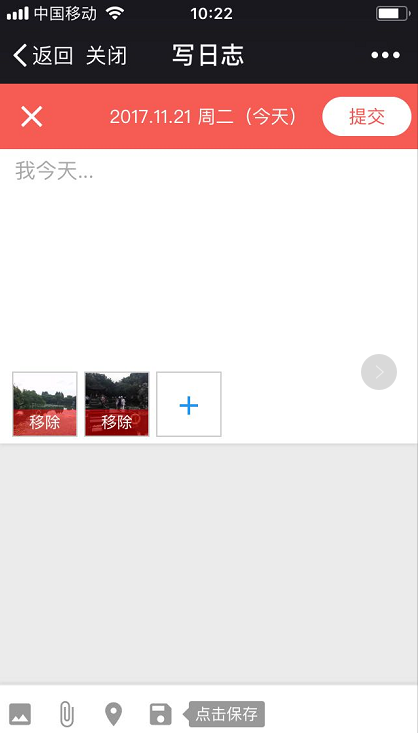 中国移动 10:22
返回 关闭 写日志
2017.11.21 周二（今天） 提交
我今天...
移除 移除
点击保存